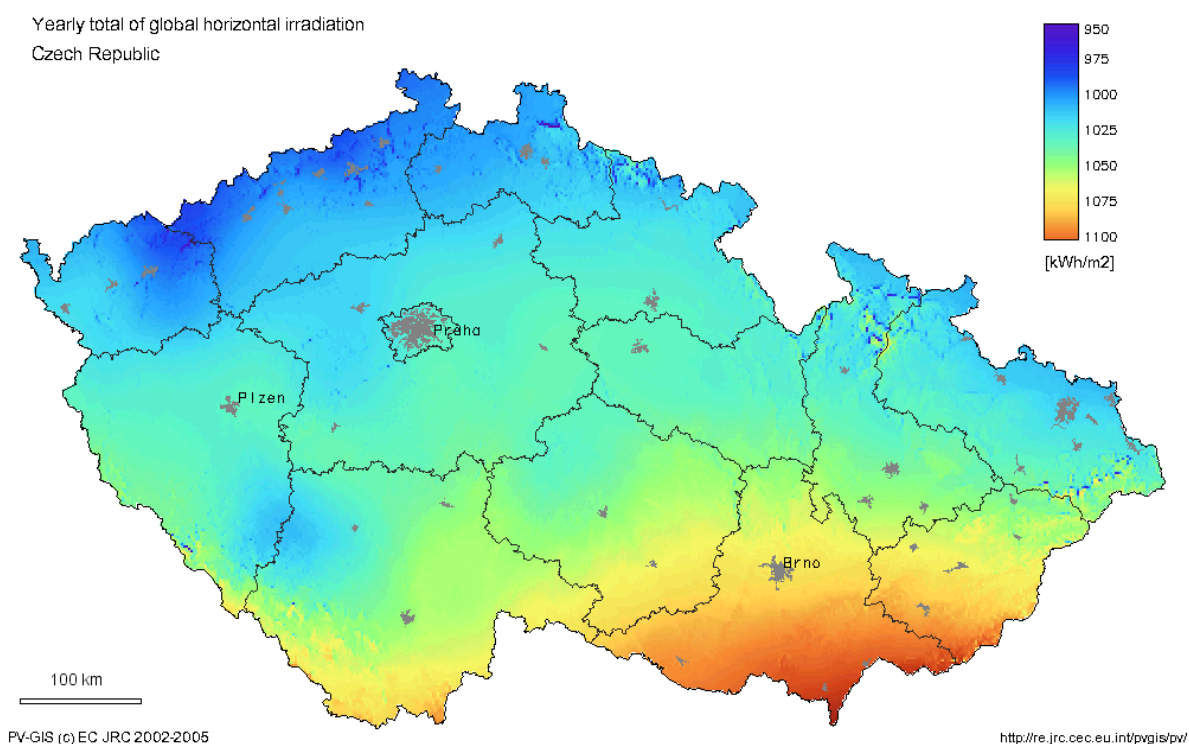 Yearly total of global horizontal irradiation
Czech Republic
950
975
1000
1025
1050
1075
1100
[kWh/m2]
Praha
Plzen
Brno
100 km
PV-GIS (c) EC JRC 2002-2005
http://re.jrc.cec.eu.int/pvgis/pv/